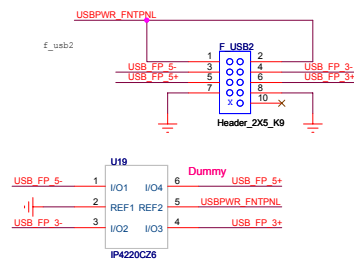 USBPWR_FNTPNL
f_usb2
F_USB2
1 2
USB_FP_5- 3 4 USB_FP_3-
USB_FP_5+ 5 6 USB_FP_3+
7 8
X 10
Header_2X5_K9
U19
Dummy
USB_FP_5- 1 I/O1 I/O4 6 USB_FP_5+
2 REF1 REF2 5 USBPWR_FNTPNL
USB_FP_3- 3 I/O2 I/O3 4 USB_FP_3+
IP4220CZ6